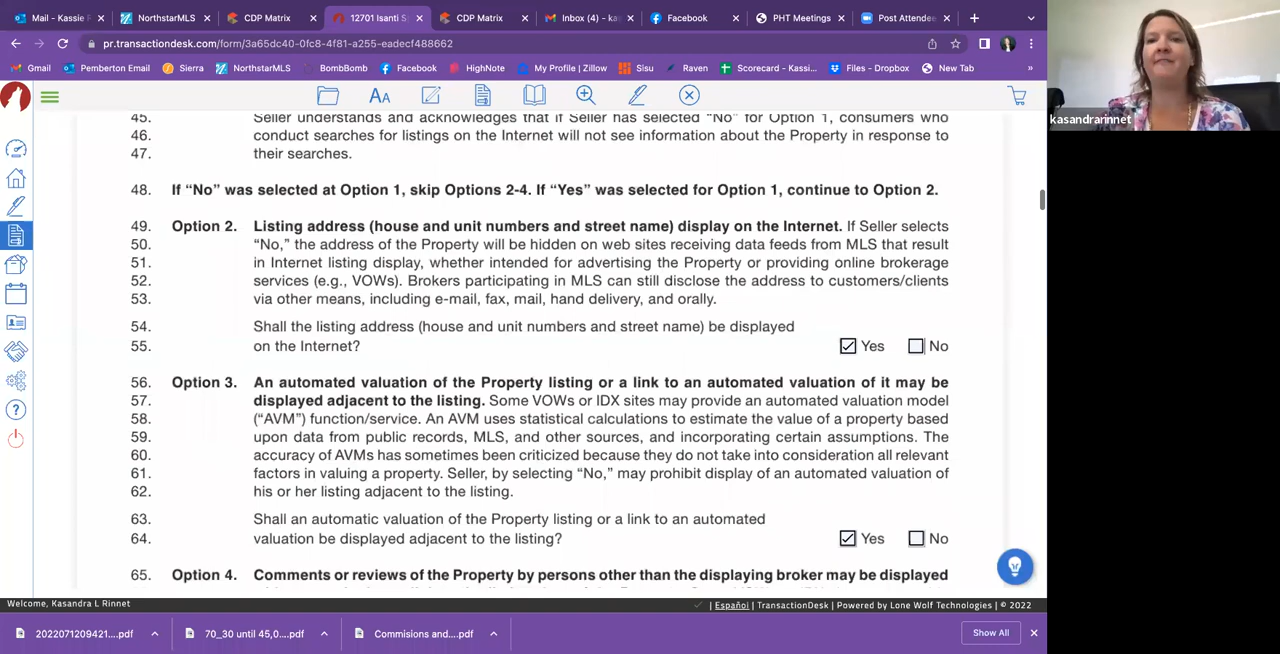 Mail - Kassie R
NorthstarMLS
CDP Matrix
12701 Isanti S
CDP Matrix
Inbox (4) - ka
Facebook
PHT Meetings
Post Attendee
pr.transactiondesk.com/form/3a65dc40-0fc8-4f81-a255-eadecf488662
Gmail
Pemberton Email
Sierra
NorthstarMLS
BombBomb
Facebook
HighNote
My Profile | Zillow
Sisu
Raven
Scorecard - Kassi...
Files - Dropbox
New Tab
»
AA
kasandrarinnet
45. Seller understands and acknowledges that if Seller has selected “No” for Option 1, consumers who
46. conduct searches for listings on the Internet will not see information about the Property in response to
47. their searches.
48. If “No” was selected at Option 1, skip Options 2-4. If “Yes” was selected for Option 1, continue to Option 2.
49. Option 2. Listing address (house and unit numbers and street name) display on the Internet. If Seller selects
50. “No,” the address of the Property will be hidden on web sites receiving data feeds from MLS that result
51. in Internet listing display, whether intended for advertising the Property or providing online brokerage
52. services (e.g., VOWs). Brokers participating in MLS can still disclose the address to customers/clients
53. via other means, including e-mail, fax, mail, hand delivery, and orally.
54. Shall the listing address (house and unit numbers and street name) be displayed
55. on the Internet? Yes No
56. Option 3. An automated valuation of the Property listing or a link to an automated valuation of it may be
57. displayed adjacent to the listing. Some VOWs or IDX sites may provide an automated valuation model
58. (“AVM”) function/service. An AVM uses statistical calculations to estimate the value of a property based
59. upon data from public records, MLS, and other sources, and incorporating certain assumptions. The
60. accuracy of AVMs has sometimes been criticized because they do not take into consideration all relevant
61. factors in valuing a property. Seller, by selecting “No,” may prohibit display of an automated valuation of
62. his or her listing adjacent to the listing.
63. Shall an automatic valuation of the Property listing or a link to an automated
64. valuation be displayed adjacent to the listing? Yes No
65. Option 4. Comments or reviews of the Property by persons other than the displaying broker may be displayed
Welcome, Kasandra L Rinnet
| Español | TransactionDesk | Powered by Lone Wolf Technologies | © 2022
2022071209421....pdf
70_30 until 45,0....pdf
Commisions and....pdf
Show All